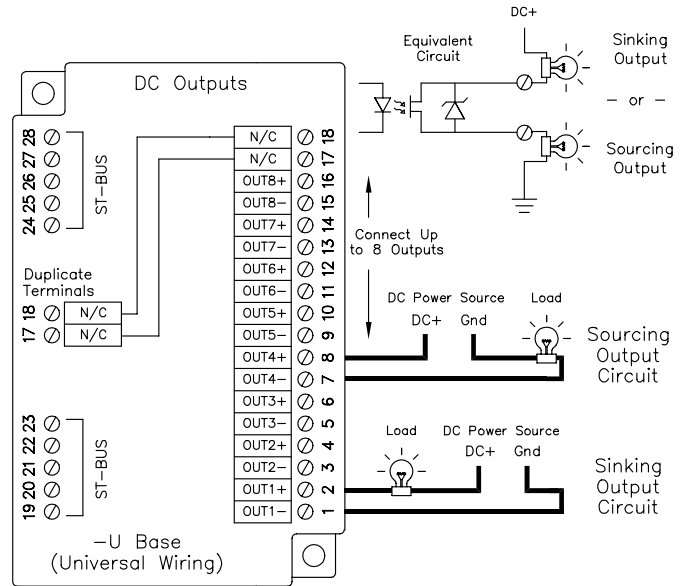 DC+
Equivalent
Circuit
Sinking
Output
- or -
Sourcing
Output
DC Outputs
28
27
26
25
24
ST-BUS
Duplicate
Terminals
18 N/C
17 N/C
23
22
21
20
19
ST-BUS
N/C 18
N/C 17
OUT8+ 16
OUT8- 15
OUT7+ 14
OUT7- 13
OUT6+ 12
OUT6- 11
OUT5+ 10
OUT5- 9
OUT4+ 8
OUT4- 7
OUT3+ 6
OUT3- 5
OUT2+ 4
OUT2- 3
OUT1+ 2
OUT1- 1
Connect Up
to 8 Outputs
DC Power Source Load
DC+ Gnd
Sourcing
Output
Circuit
Load DC Power Source
DC+ Gnd
Sinking
Output
Circuit
-U Base
(Universal Wiring)